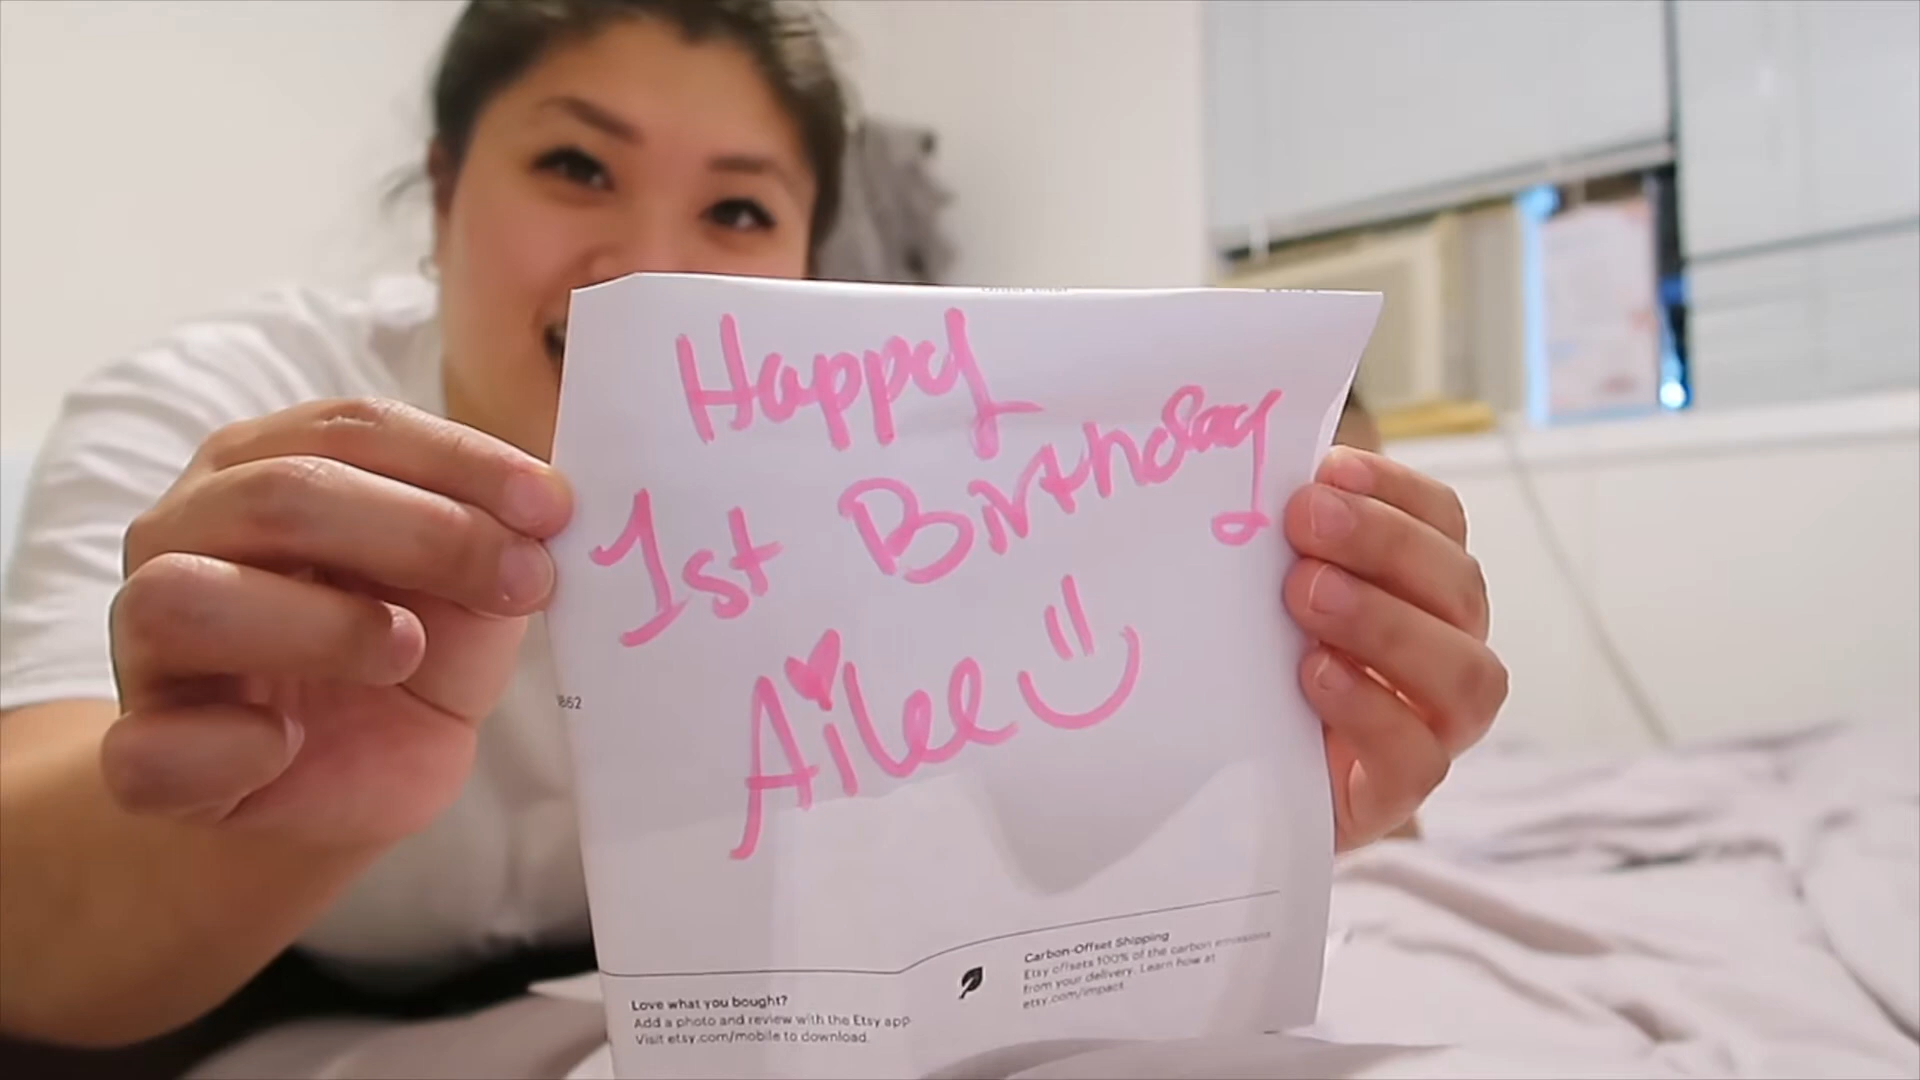 Happy
1st Birthday
Ailee
862
Love what you bought?
Add a photo and review with the Etsy app
Visit etsy.com/mobile to download.
Carbon-Offset Shipping
Etsy offsets 100% of the carbon emissions
from your delivery. Learn how at
etsy.com/impact